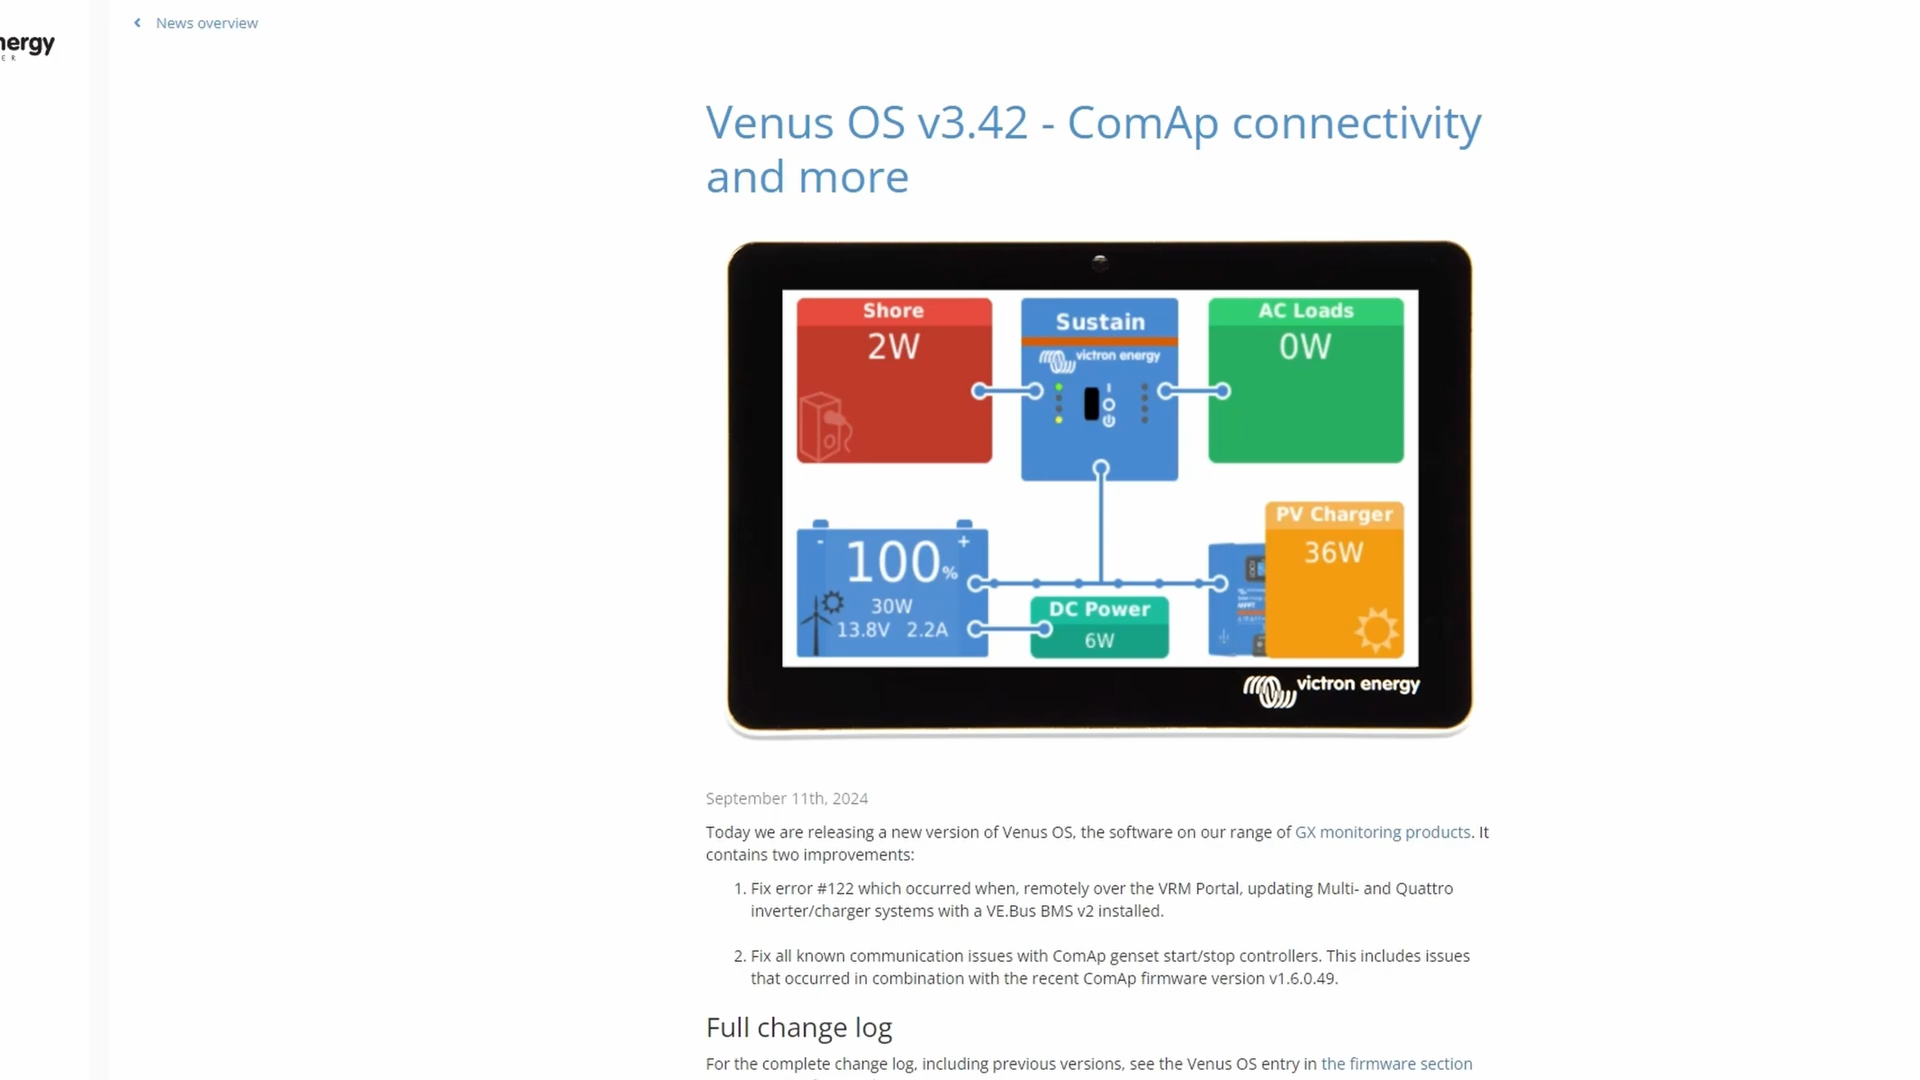 News overview
nergy
E R
Venus OS v3.42 - ComAp connectivity
and more
Shore
2W
Sustain
victron energy
AC Loads
0W
100%
- +
30W
13.8V 2.2A
DC Power
6W
PV Charger
36W
victron energy
September 11th, 2024
Today we are releasing a new version of Venus OS, the software on our range of GX monitoring products. It
contains two improvements:
1. Fix error #122 which occurred when, remotely over the VRM Portal, updating Multi- and Quattro
inverter/charger systems with a VE.Bus BMS v2 installed.
2. Fix all known communication issues with ComAp genset start/stop controllers. This includes issues
that occurred in combination with the recent ComAp firmware version v1.6.0.49.
Full change log
For the complete change log, including previous versions, see the Venus OS entry in the firmware section